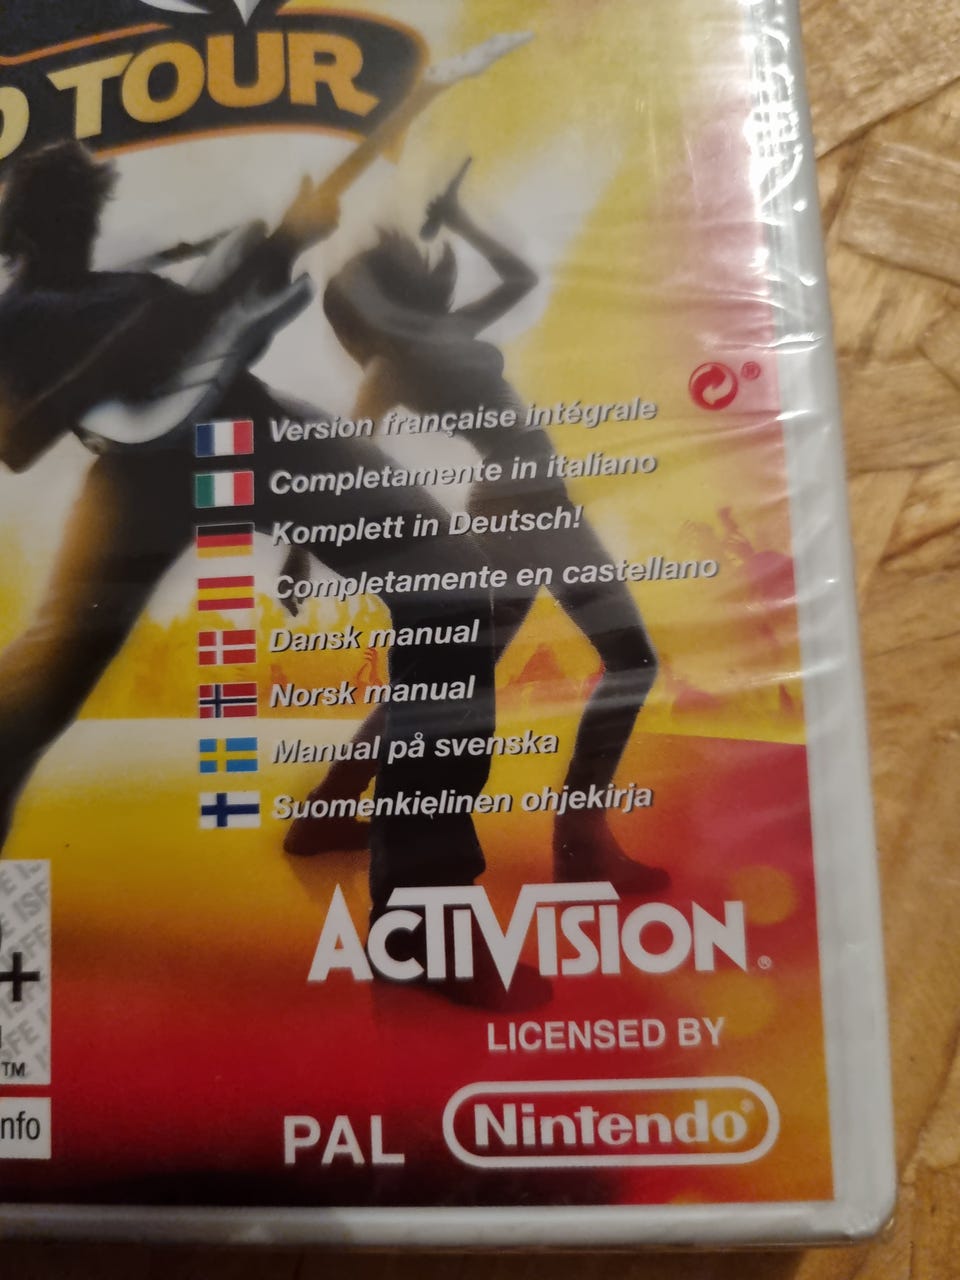 TOUR
®
Version française intégrale
Completamente in italiano
Komplett in Deutsch!
Completamente en castellano
Dansk manual
Norsk manual
Manual på svenska
Suomenkielinen ohjekirja
+
ACTIVISION®
TM
LICENSED BY
PAL
Nintendo®